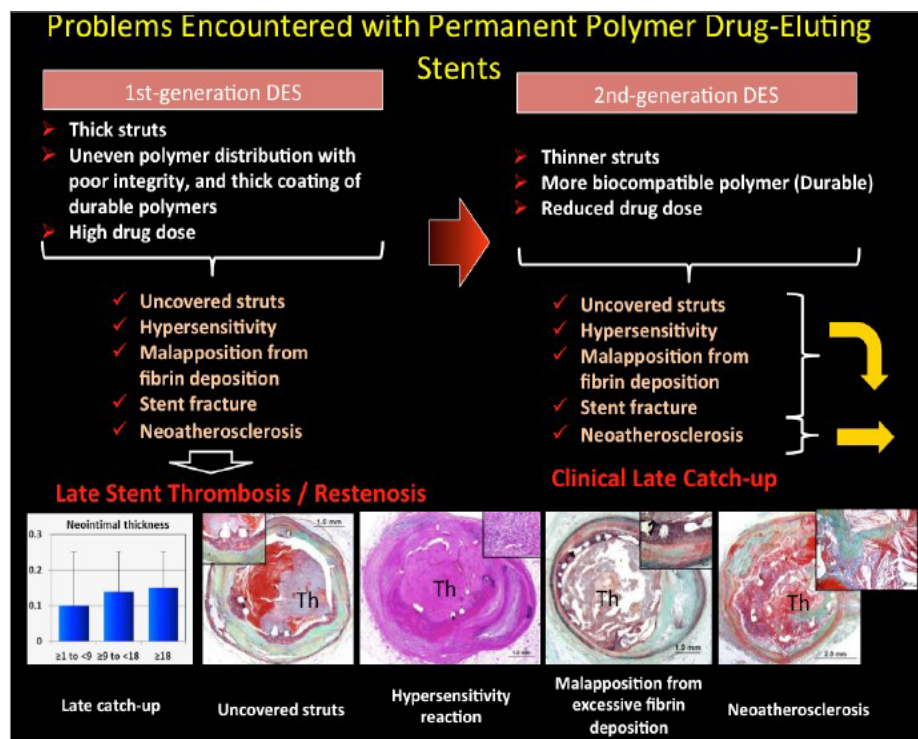 Problems Encountered with Permanent Polymer Drug-Eluting
Stents
1st-generation DES
Thick struts
Uneven polymer distribution with
poor integrity, and thick coating of
durable polymers
High drug dose
Uncovered struts
Hypersensitivity
Malapposition from
fibrin deposition
Stent fracture
Neoatherosclerosis
Late Stent Thrombosis / Restenosis
2nd-generation DES
Thinner struts
More biocompatible polymer (Durable)
Reduced drug dose
Uncovered struts
Hypersensitivity
Malapposition from
fibrin deposition
Stent fracture
Neoatherosclerosis
Clinical Late Catch-up
Neointimal thickness
0.3
0.2
0.1
0
≥1 to <9 ≥9 to <18 ≥18
Late catch-up
1.0 mm
Th
Uncovered struts
Th
1.0 mm
Hypersensitivity
reaction
Th
1.0 mm
Malapposition from
excessive fibrin
deposition
Th
2.0 mm
Neoatherosclerosis